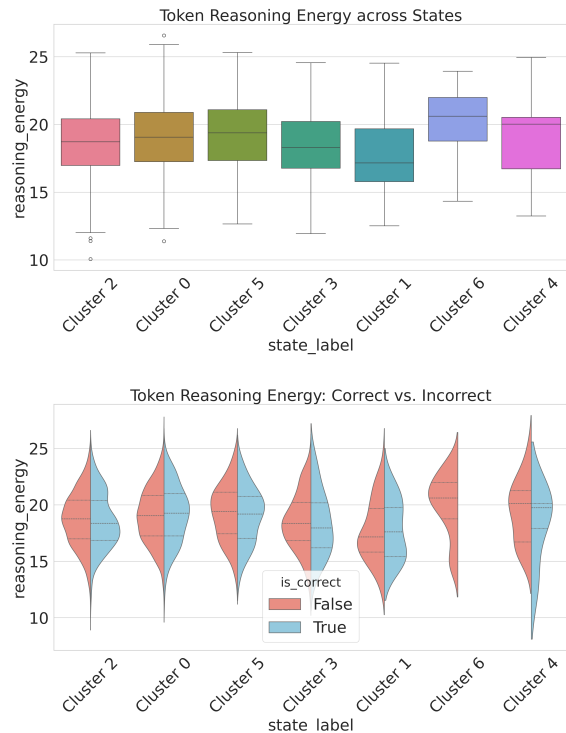 Token Reasoning Energy across States
reasoning_energy
25
20
15
10
Cluster 2
Cluster 0
Cluster 5
Cluster 3
Cluster 1
Cluster 6
Cluster 4
state_label
Token Reasoning Energy: Correct vs. Incorrect
reasoning_energy
25
20
15
10
is_correct
False
True
Cluster 2
Cluster 0
Cluster 5
Cluster 3
Cluster 1
Cluster 6
Cluster 4
state_label